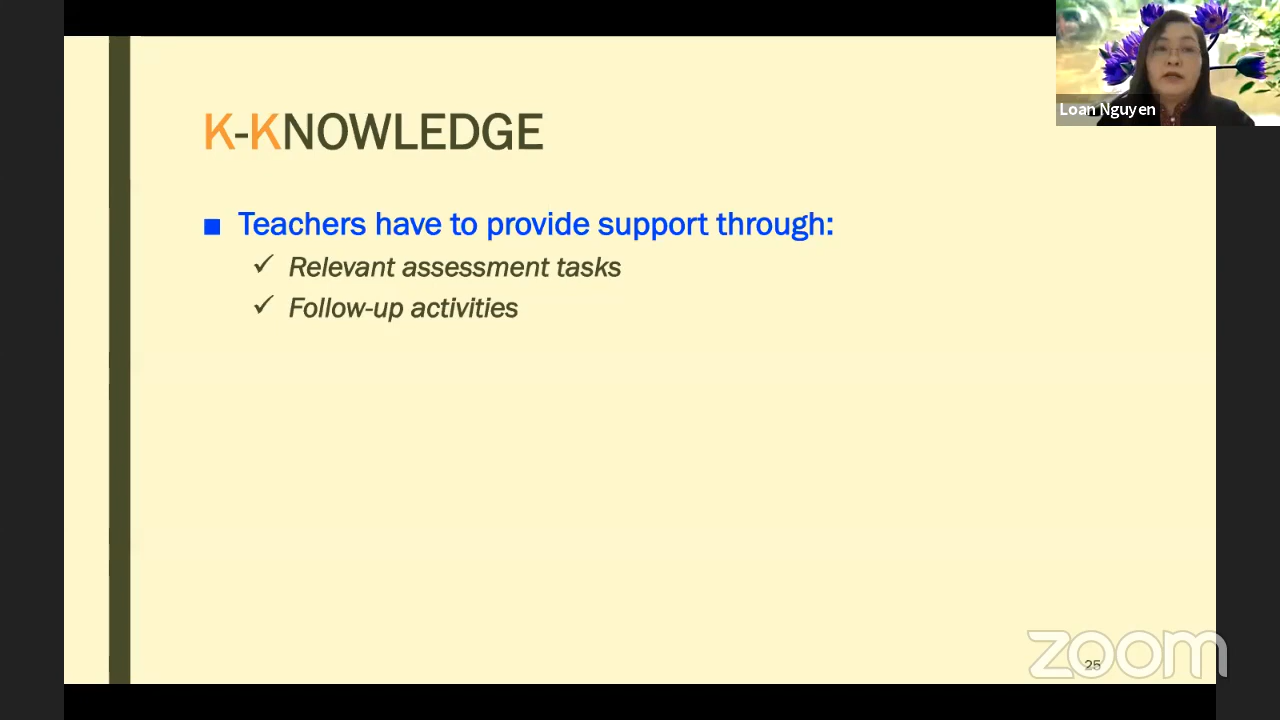 Loan Nguyen
K-KNOWLEDGE
■ Teachers have to provide support through:
✓ Relevant assessment tasks
✓ Follow-up activities
zoom
25